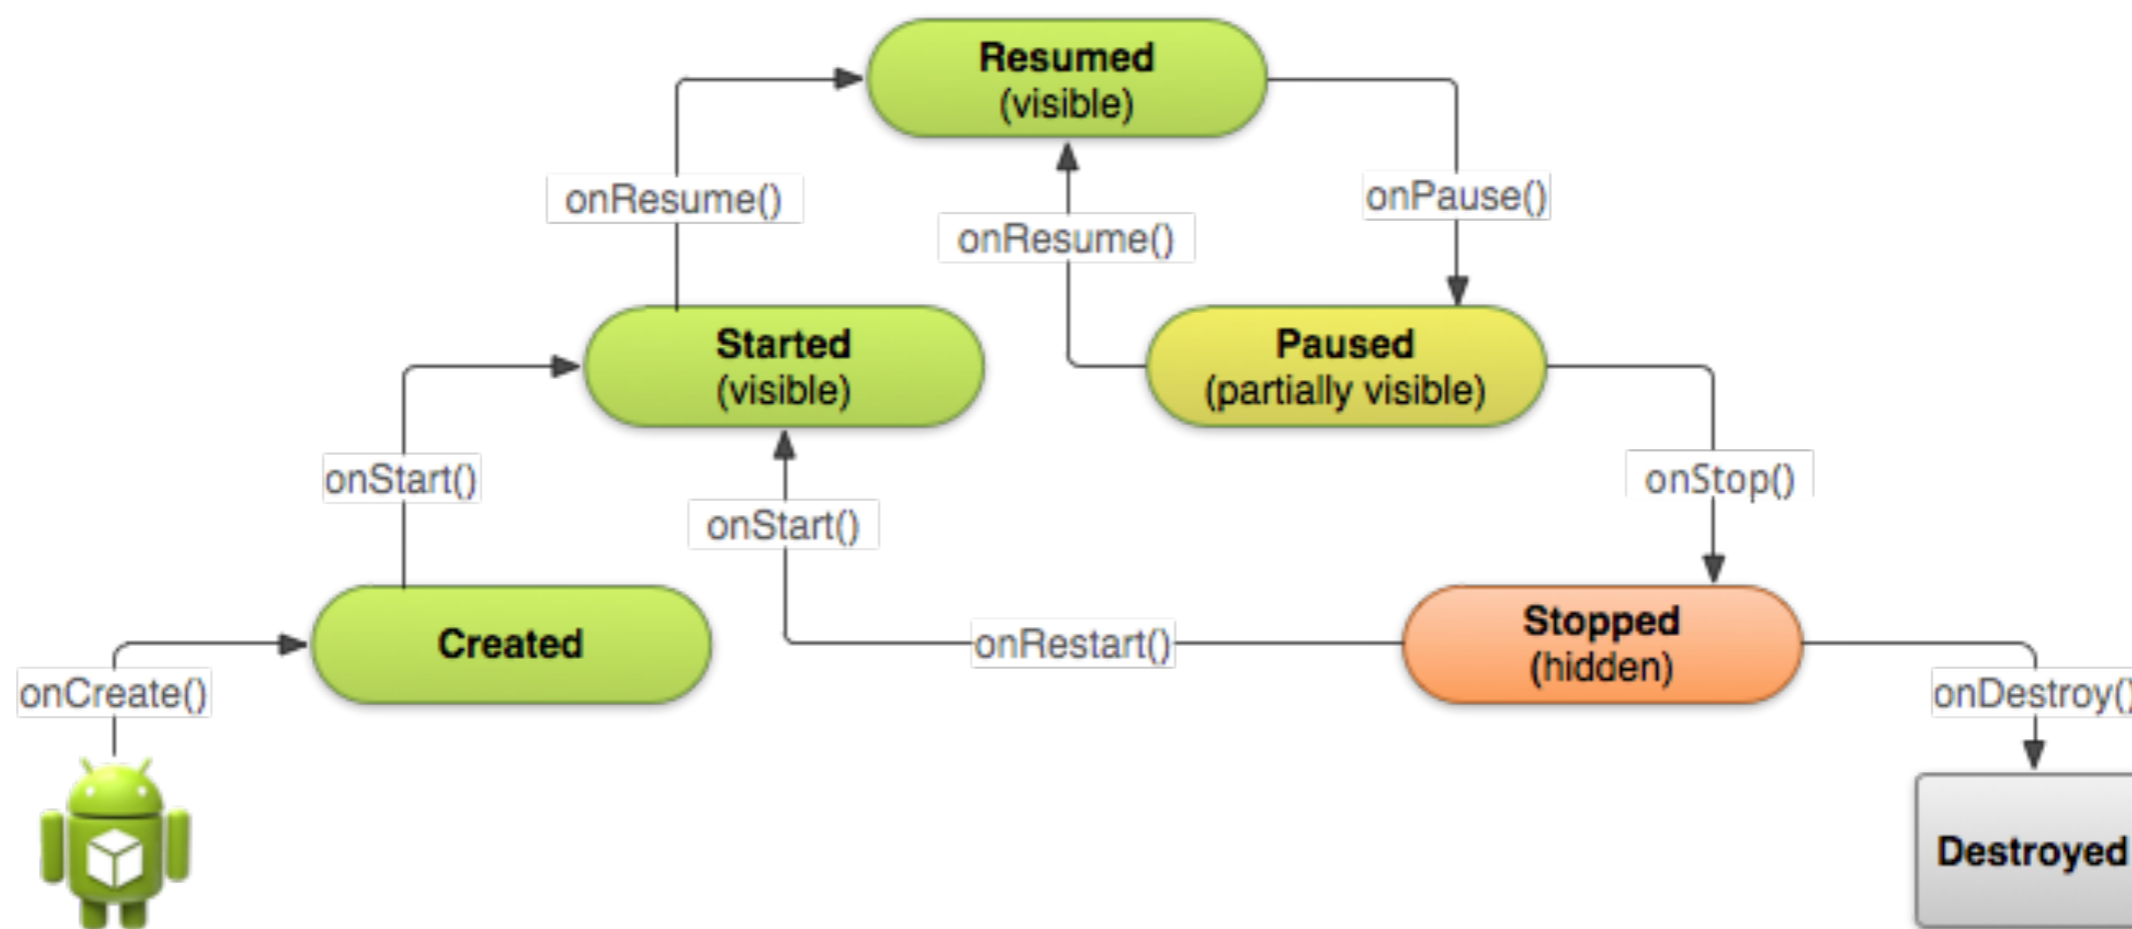 Resumed
(visible)
onResume()
onPause()
onResume()
Started
(visible)
Paused
(partially visible)
onStart()
onStop()
onStart()
Created
onRestart()
Stopped
(hidden)
onCreate()
onDestroy()
Destroyed